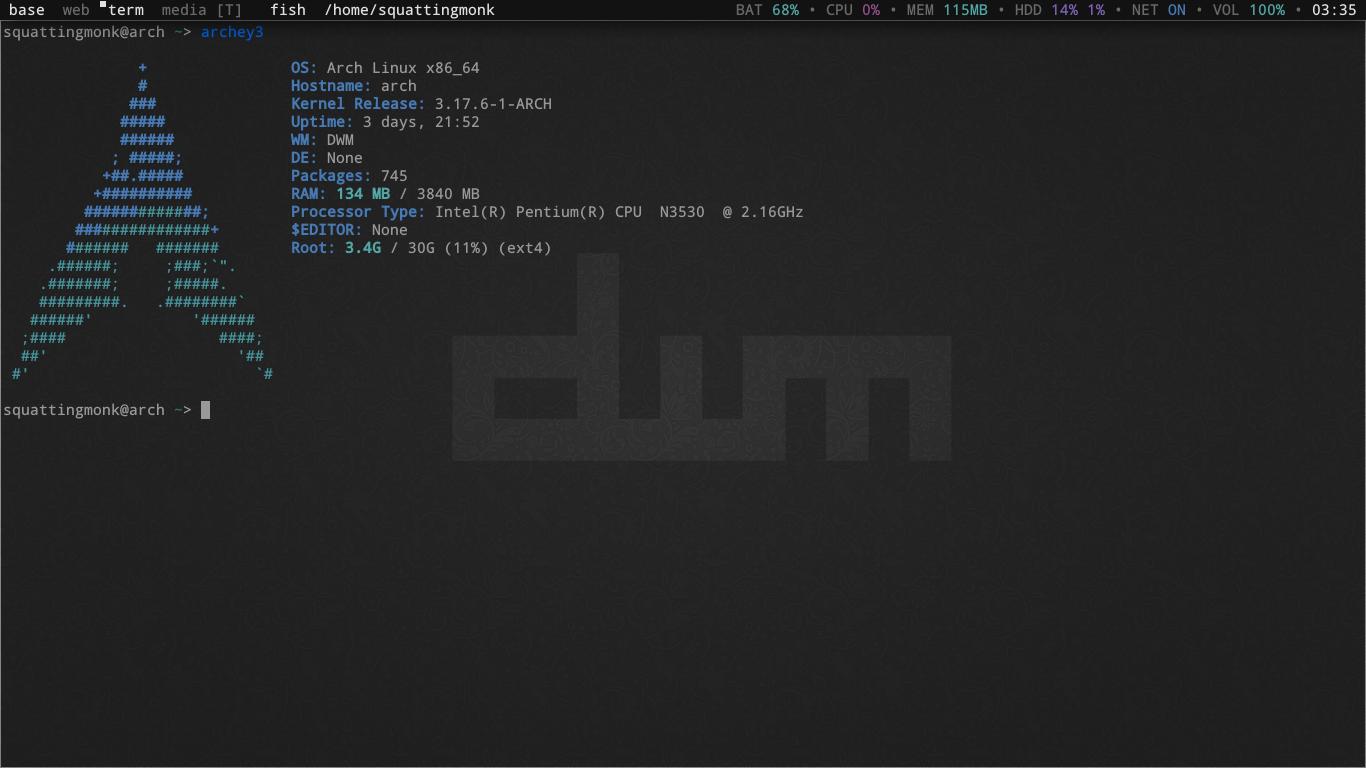 base web term media [T] fish /home/squattingmonk BAT 68% • CPU 0% • MEM 115MB • HDD 14% 1% • NET ON • VOL 100% • 03:35
squattingmonk@arch ~> archey3
+ OS: Arch Linux x86_64
# Hostname: arch
### Kernel Release: 3.17.6-1-ARCH
##### Uptime: 3 days, 21:52
###### WM: DWM
; #####; DE: None
+##.##### Packages: 745
+########## RAM: 134 MB / 3840 MB
#############; Processor Type: Intel(R) Pentium(R) CPU N3530 @ 2.16GHz
###############+ $EDITOR: None
####### ####### Root: 3.4G / 30G (11%) (ext4)
.######; ;###;`".
.#######; ;#####.
#########. .########`
######' '######
;#### ####;
##' '##
#' `#
dwm
squattingmonk@arch ~>